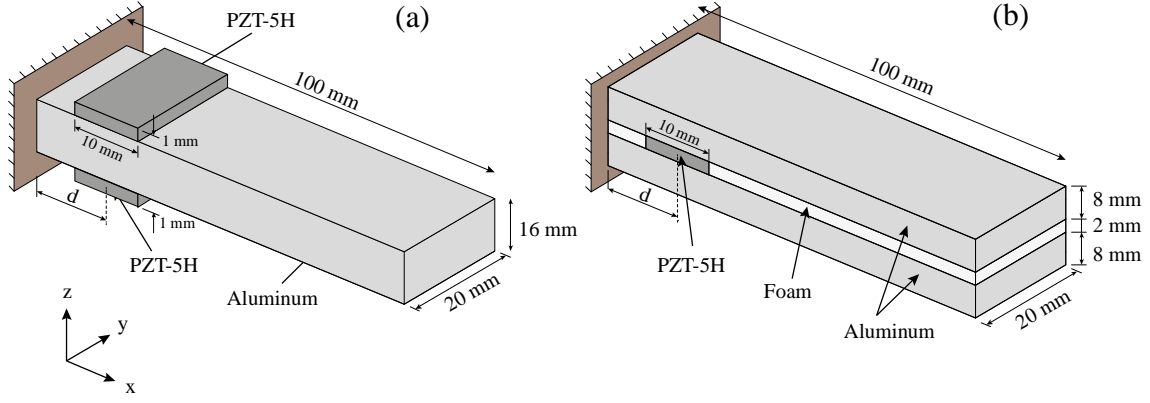 (a)
PZT-5H
100 mm
1 mm
10 mm
d
1 mm
PZT-5H
Aluminum
16 mm
20 mm
z
y
x
(b)
100 mm
10 mm
d
8 mm
2 mm
8 mm
PZT-5H
Foam
Aluminum
20 mm